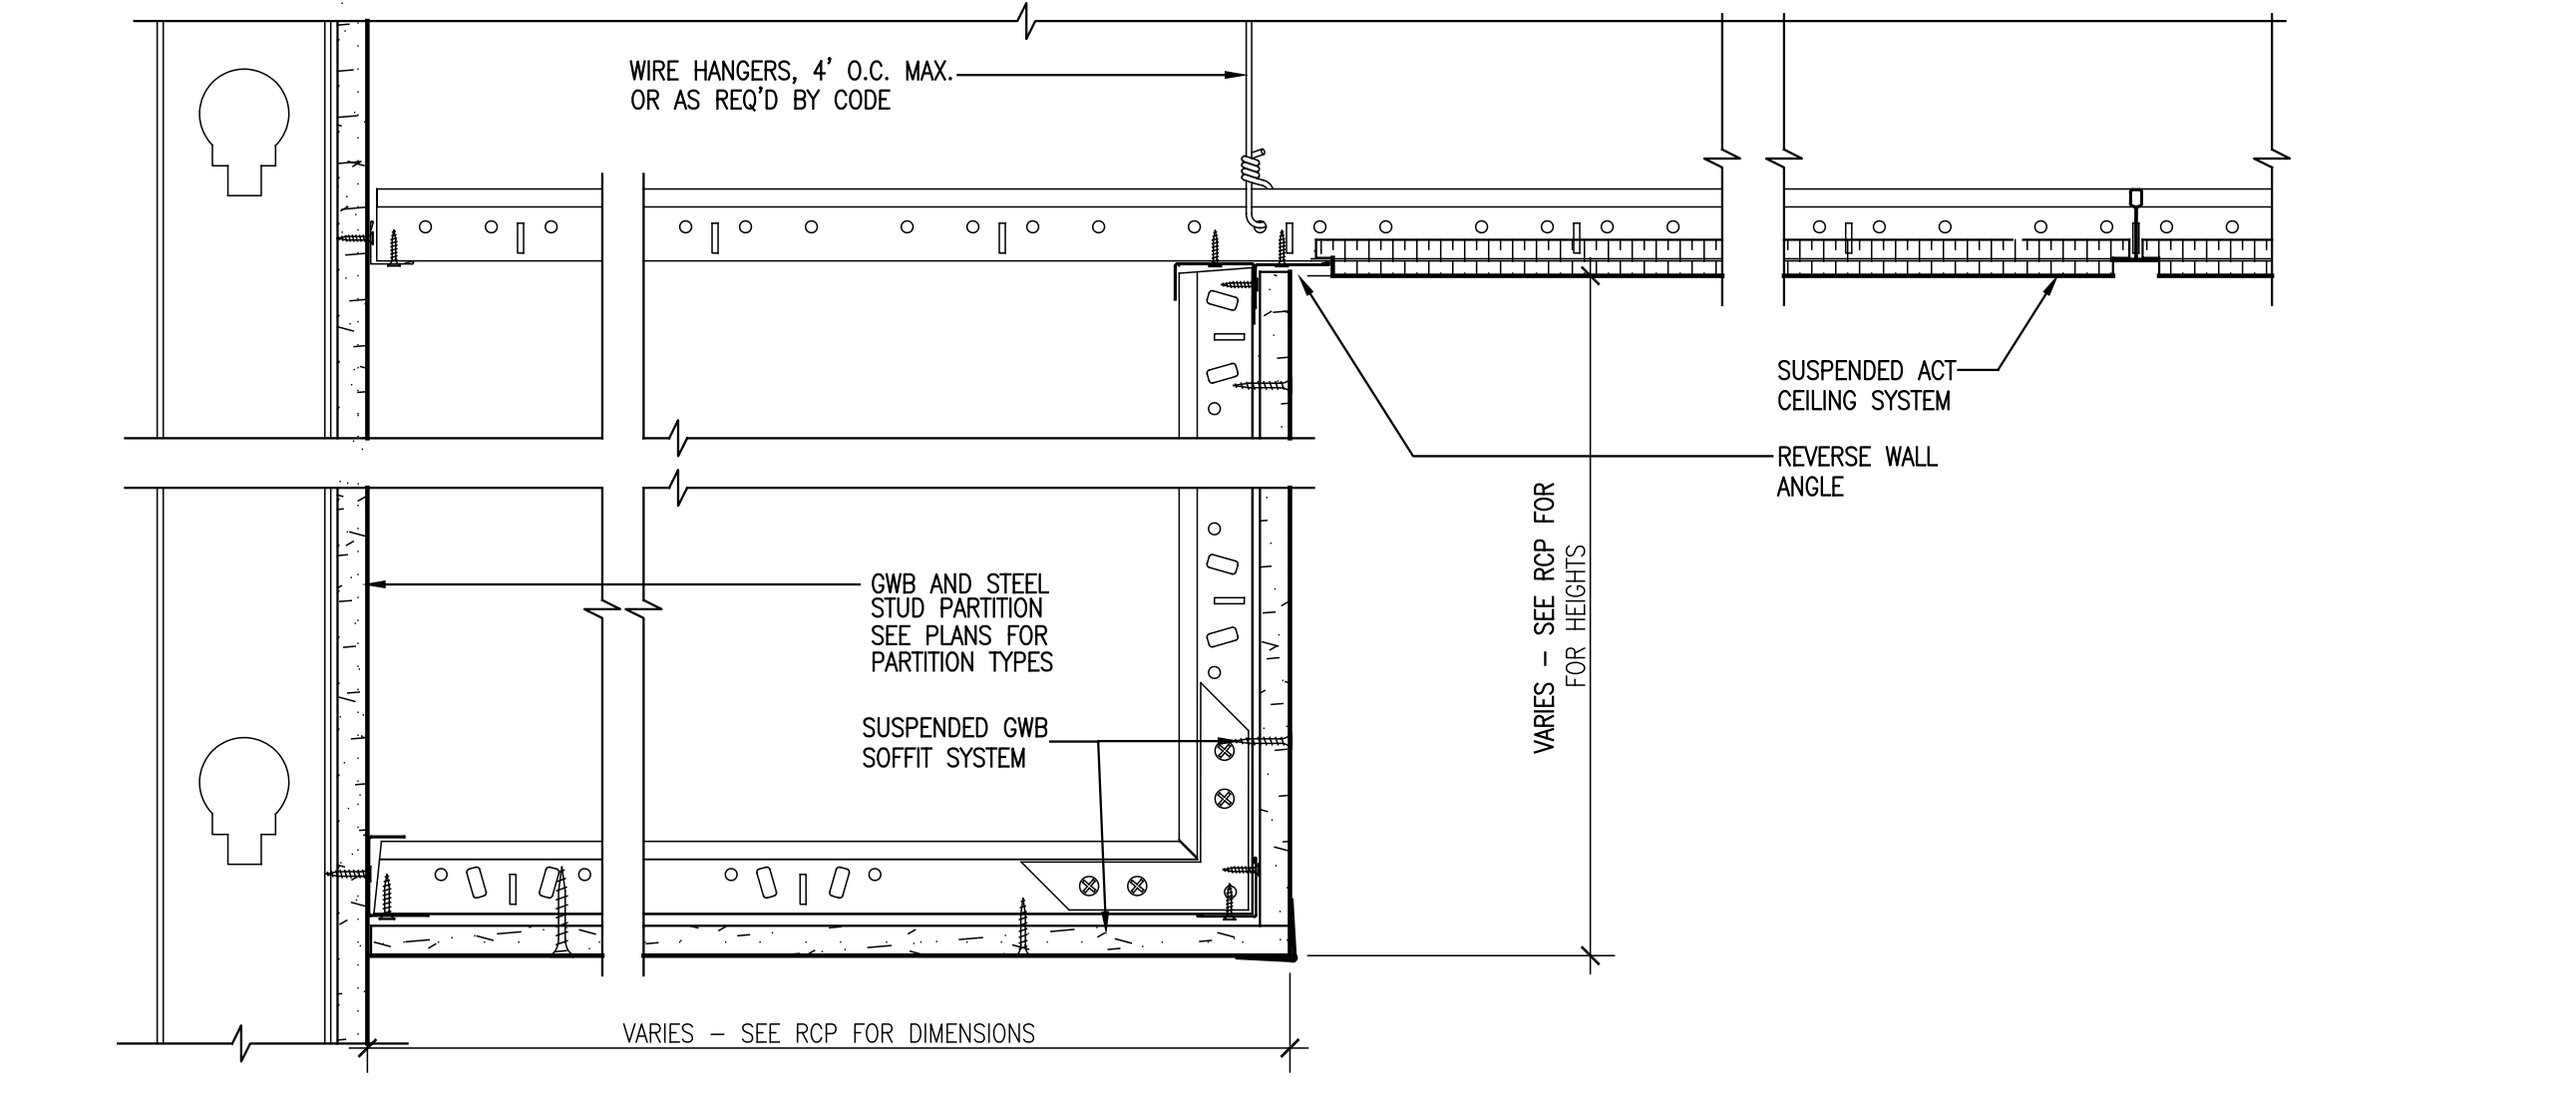 WIRE HANGERS, 4' O.C. MAX.
OR AS REQ'D BY CODE
SUSPENDED ACT
CEILING SYSTEM
REVERSE WALL
ANGLE
VARIES - SEE RCP FOR
FOR HEIGHTS
GWB AND STEEL
STUD PARTITION
SEE PLANS FOR
PARTITION TYPES
SUSPENDED GWB
SOFFIT SYSTEM
VARIES - SEE RCP FOR DIMENSIONS